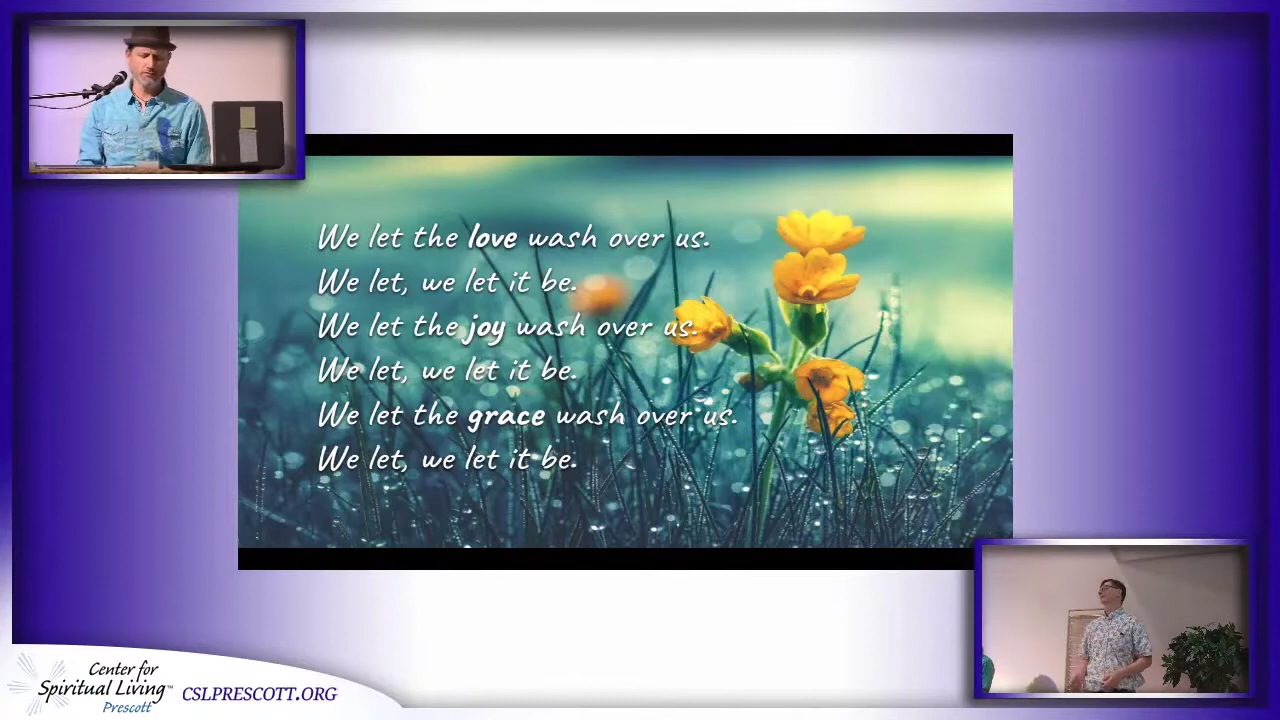 We let the love wash over us.
We let, we let it be.
We let the joy wash over us.
We let, we let it be.
We let the grace wash over us.
We let, we let it be.
Center for
Spiritual Living™
Prescott
CSLPRESCOTT.ORG